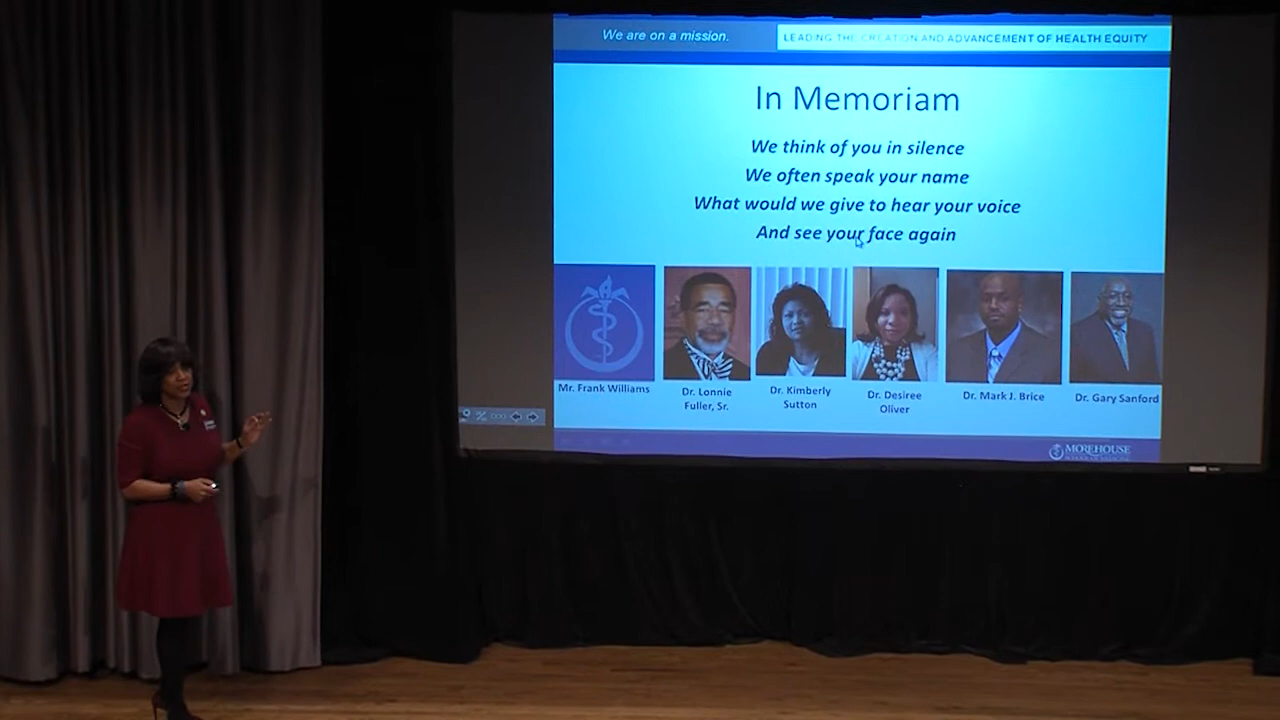 We are on a mission.
LEADING THE CREATION AND ADVANCEMENT OF HEALTH EQUITY
In Memoriam
We think of you in silence
We often speak your name
What would we give to hear your voice
And see your face again
Mr. Frank Williams
Dr. Lonnie
Fuller, Sr.
Dr. Kimberly
Sutton
Dr. Desiree
Oliver
Dr. Mark J. Brice
Dr. Gary Sanford
MOREHOUSE
SCHOOL OF MEDICINE